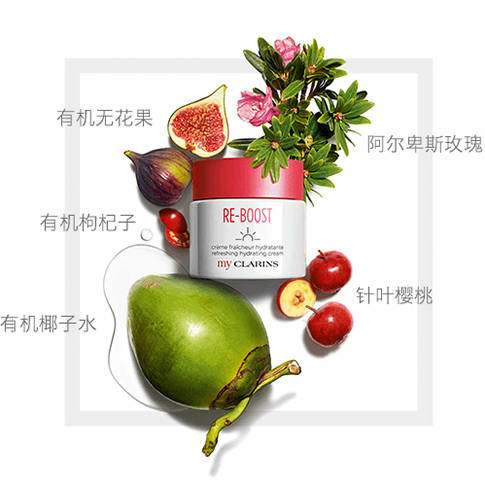 有机无花果
阿尔卑斯玫瑰
有机枸杞子
RE-BOOST
crème fraîcheur hydratante
refreshing hydrating cream
my CLARINS
针叶樱桃
有机椰子水